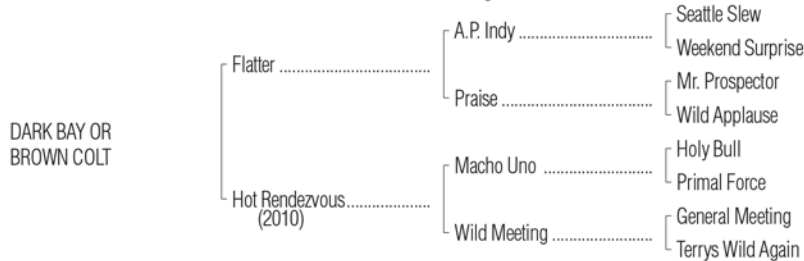 Seattle Slew
A.P. Indy ..............................
Weekend Surprise
Flatter ..........................................
Mr. Prospector
Praise ...................................
Wild Applause
DARK BAY OR
BROWN COLT
Holy Bull
Macho Uno ........................
Primal Force
Hot Rendezvous.......................
(2010)
General Meeting
Wild Meeting ......................
Terrys Wild Again